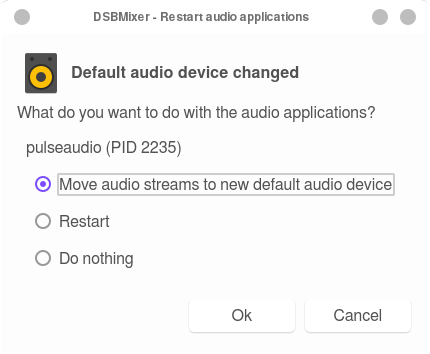 DSBMixer - Restart audio applications
Default audio device changed
What do you want to do with the audio applications?
pulseaudio (PID 2235)
Move audio streams to new default audio device
Restart
Do nothing
Ok
Cancel